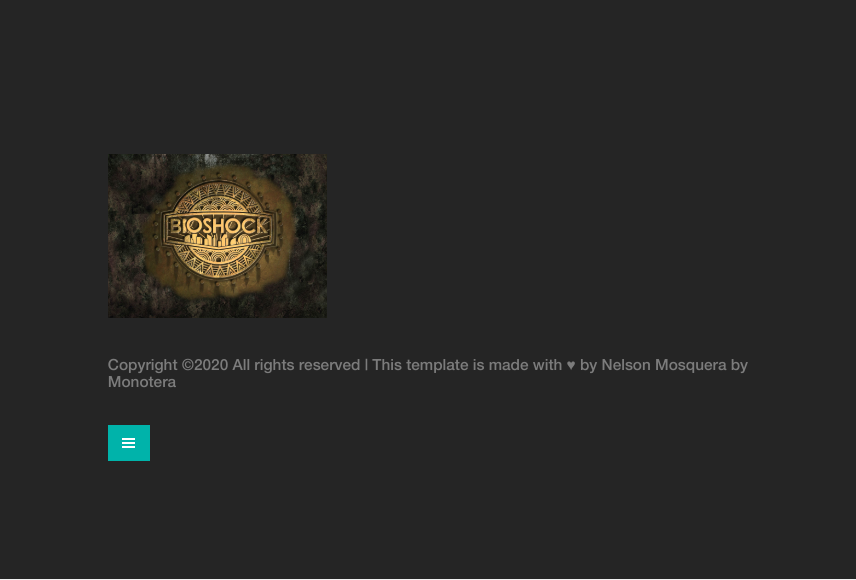 BIOSHOCK
Copyright ©2020 All rights reserved | This template is made with ♥ by Nelson Mosquera by
Monotera